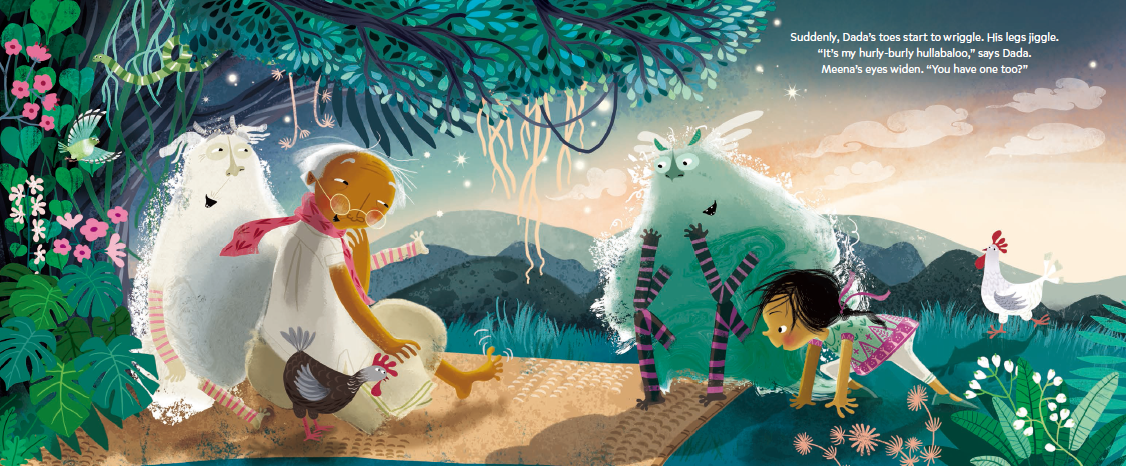 Suddenly, Dada’s toes start to wriggle. His legs jiggle.
“It’s my hurly-burly hullabaloo,” says Dada.
Meena’s eyes widen. “You have one too?”